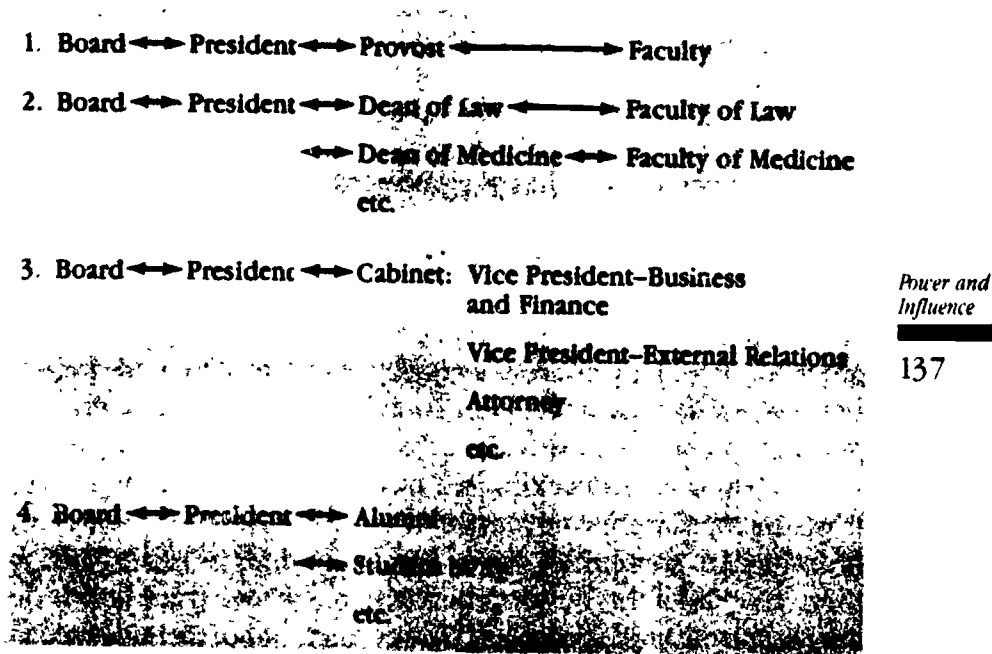 1. Board ↔ President ↔ Provost ↔ Faculty
2. Board ↔ President ↔ Dean of Law ↔ Faculty of Law
↔ Dean of Medicine ↔ Faculty of Medicine
etc.
3. Board ↔ President ↔ Cabinet: Vice President–Business
and Finance
Vice President–External Relations
Attorney
etc.
4. Board ↔ President ↔ Alumni
↔
etc.
Power and
Influence
137